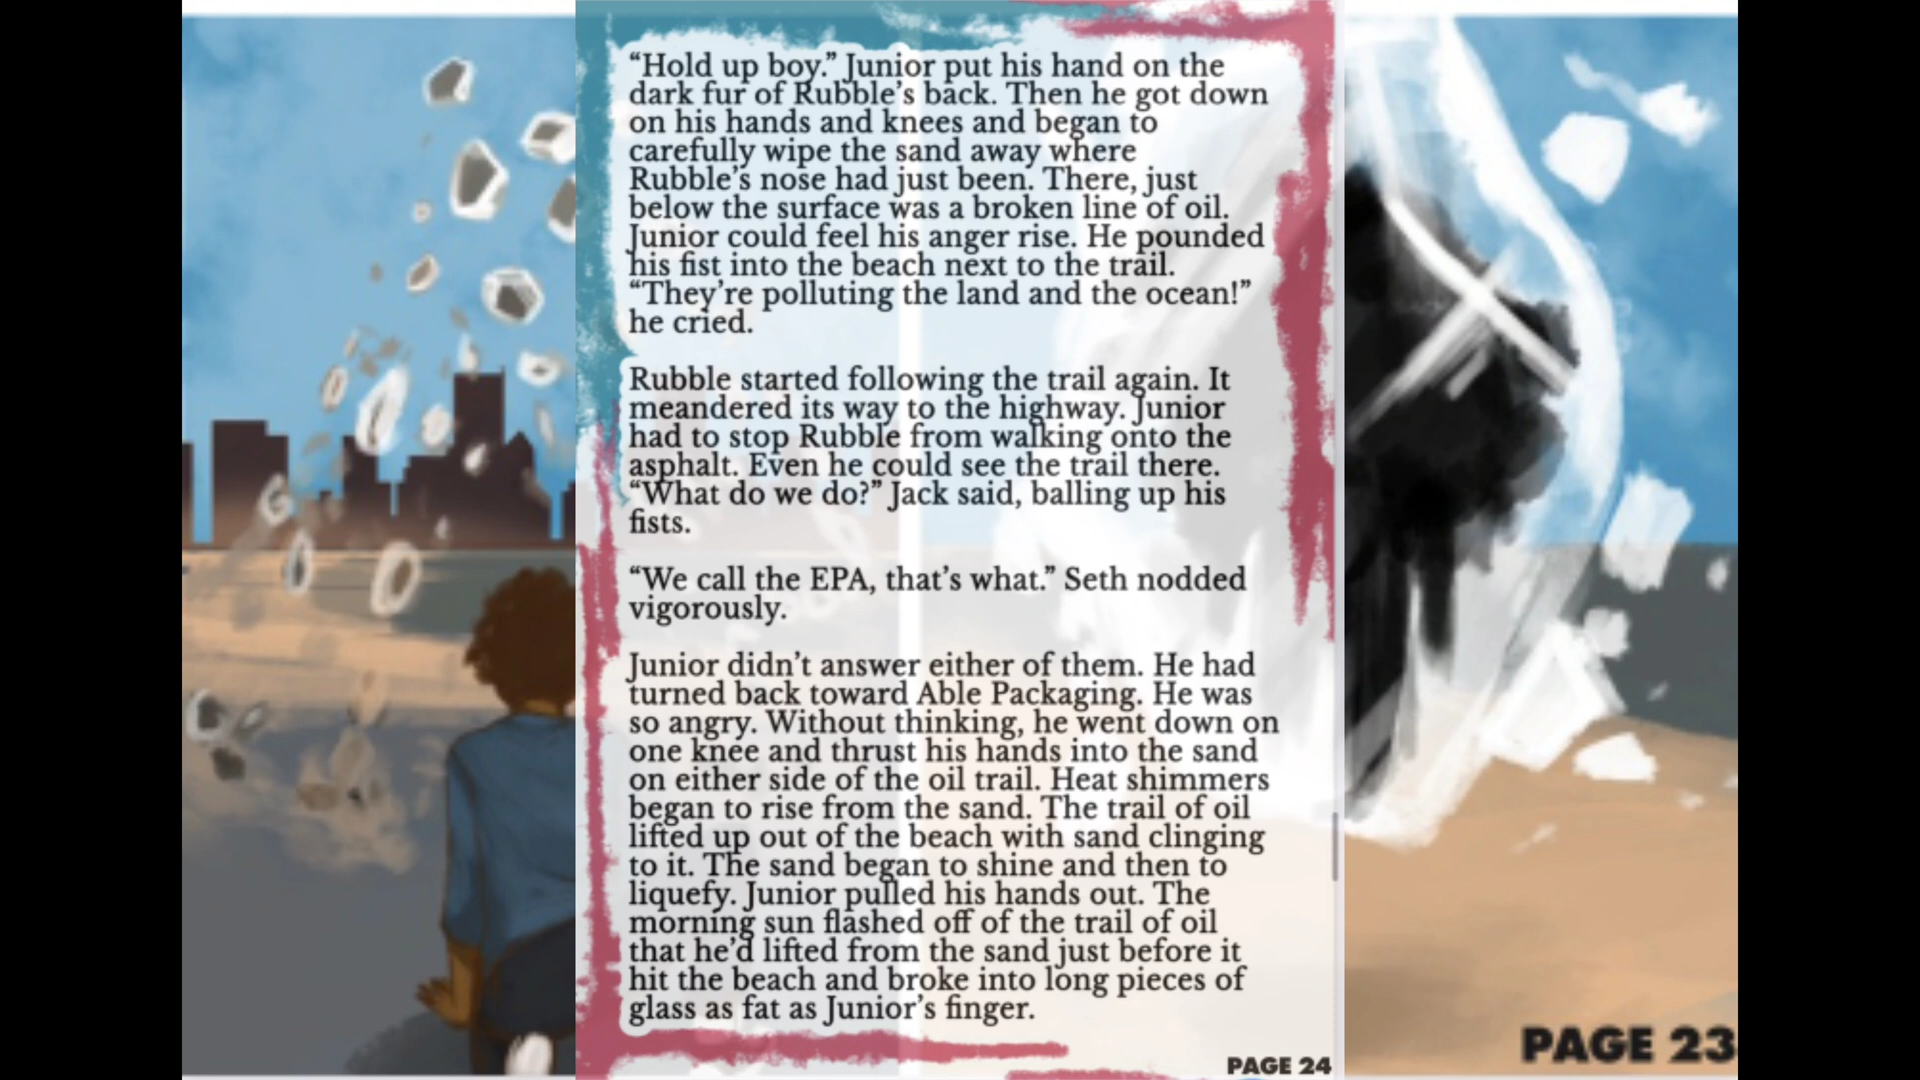 “Hold up boy.” Junior put his hand on the
dark fur of Rubble’s back. Then he got down
on his hands and knees and began to
carefully wipe the sand away where
Rubble’s nose had just been. There, just
below the surface was a broken line of oil.
Junior could feel his anger rise. He pounded
his fist into the beach next to the trail.
“They’re polluting the land and the ocean!”
he cried.
Rubble started following the trail again. It
meandered its way to the highway. Junior
had to stop Rubble from walking onto the
asphalt. Even he could see the trail there.
“What do we do?” Jack said, balling up his
fists.
“We call the EPA, that’s what.” Seth nodded
vigorously.
Junior didn’t answer either of them. He had
turned back toward Able Packaging. He was
so angry. Without thinking, he went down on
one knee and thrust his hands into the sand
on either side of the oil trail. Heat shimmers
began to rise from the sand. The trail of oil
lifted up out of the beach with sand clinging
to it. The sand began to shine and then to
liquefy. Junior pulled his hands out. The
morning sun flashed off of the trail of oil
that he’d lifted from the sand just before it
hit the beach and broke into long pieces of
glass as fat as Junior’s finger.
PAGE 24
PAGE 23